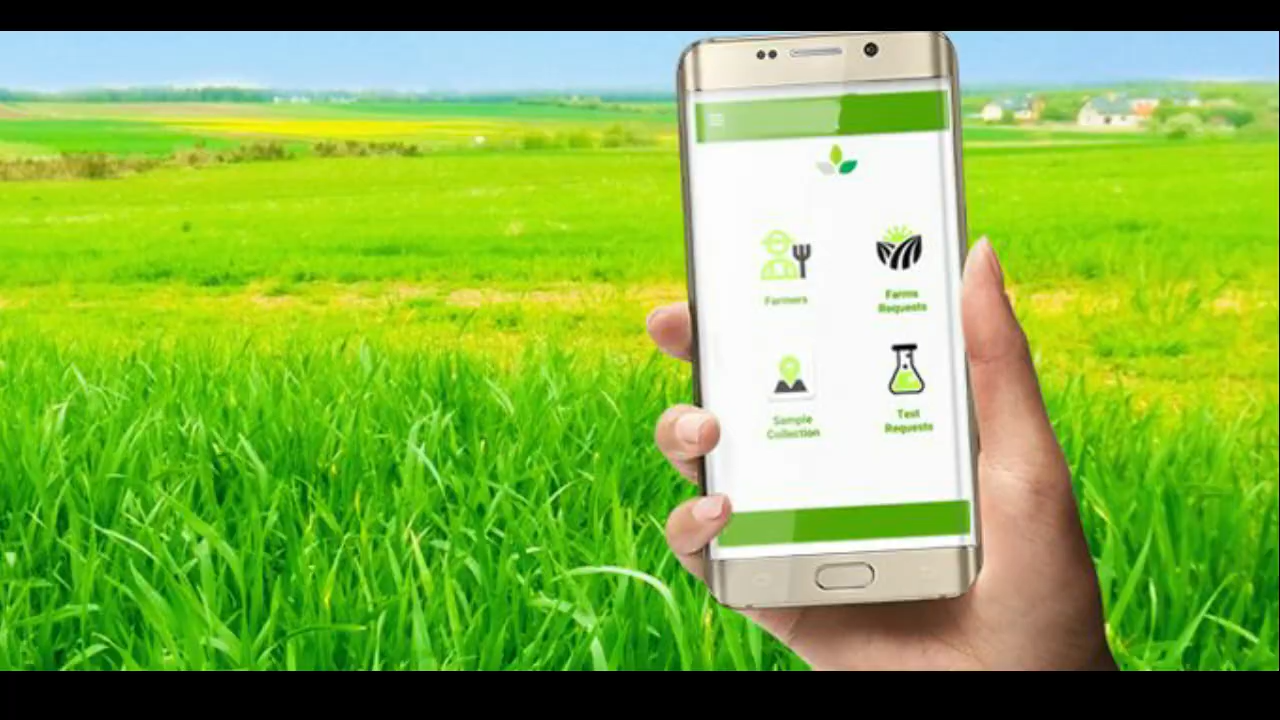 Farmers
Farms
Requests
Sample
Collection
Test
Requests